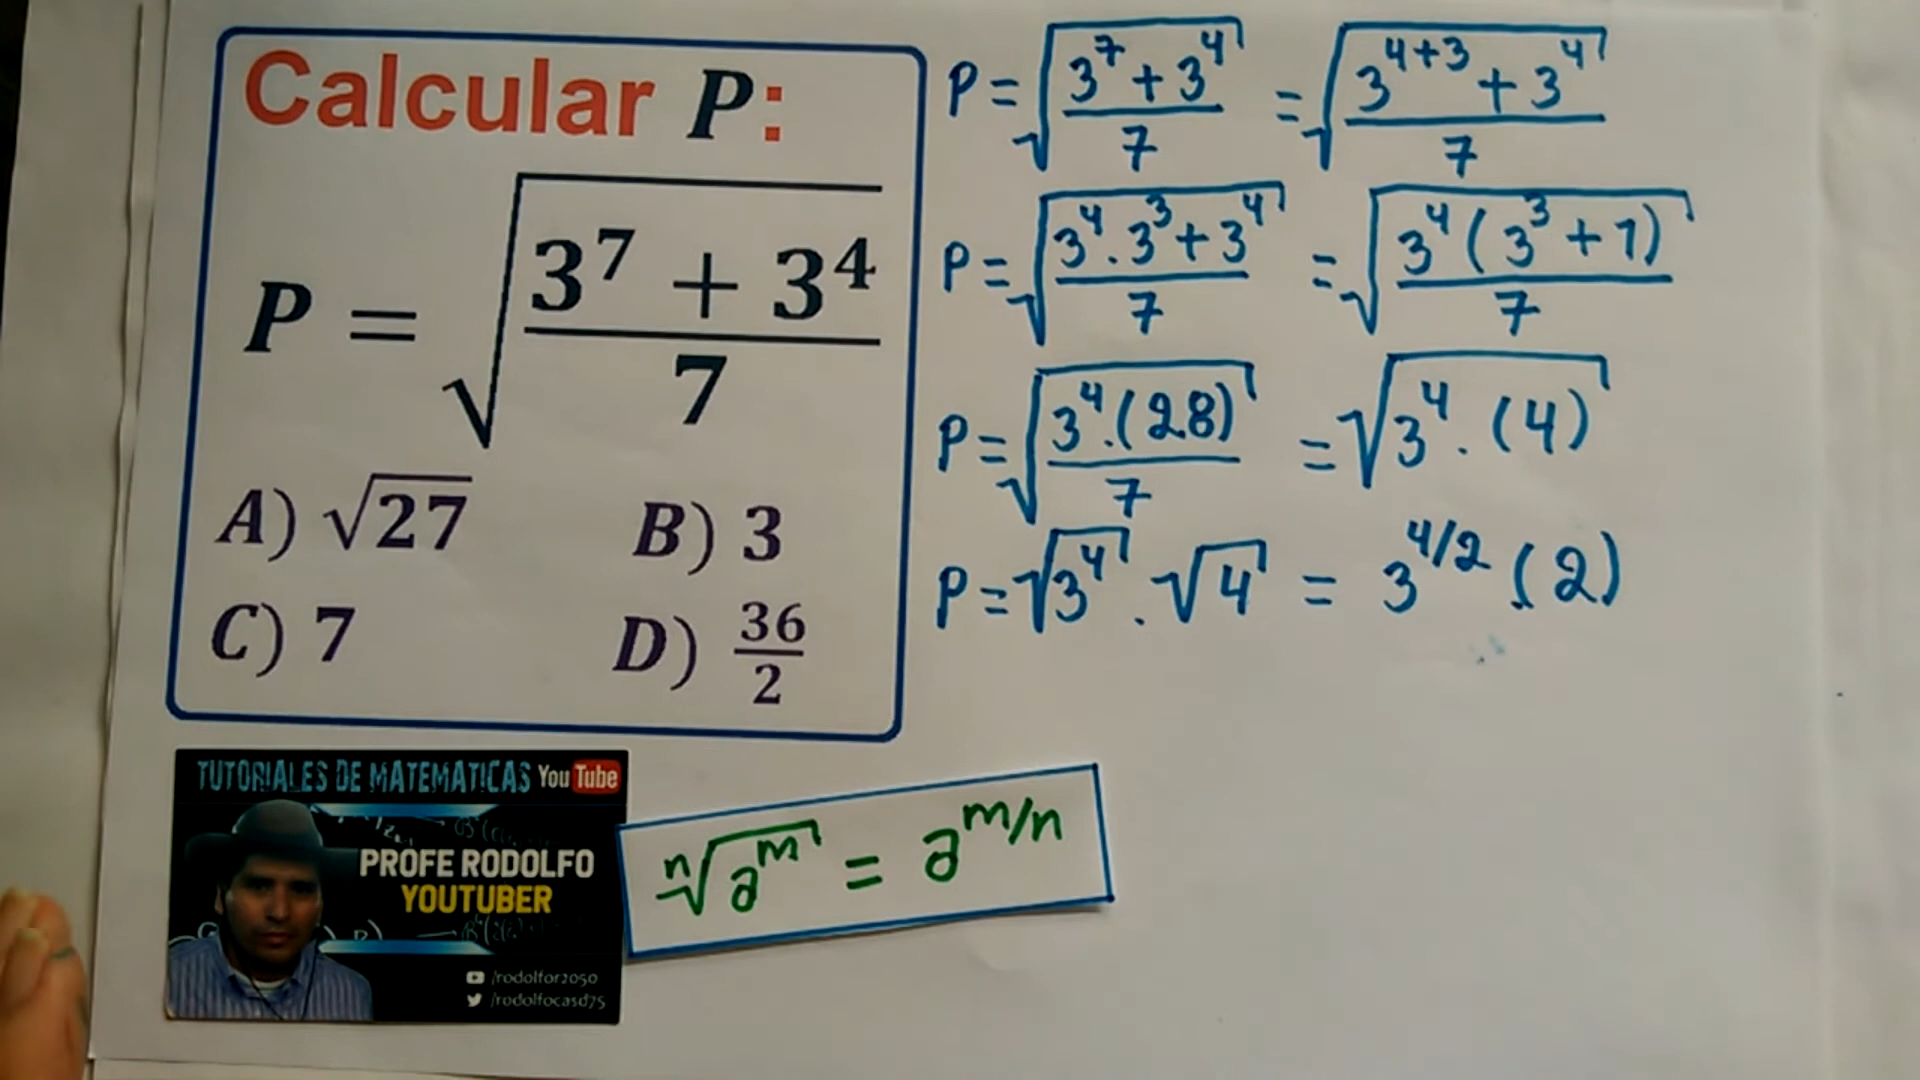 Calcular P:
P = √((3⁷ + 3⁴)/7)
A) √27 B) 3
C) 7 D) 36/2
P = √((3⁷ + 3⁴)/7) = √((3⁴⁺³ + 3⁴)/7)
P = √((3⁴ . 3³ + 3⁴)/7) = √((3⁴ (3³ + 1))/7)
P = √((3⁴ . (28))/7) = √(3⁴ . (4))
P = √(3⁴) . √4 = 3^(4/2) . (2)
TUTORIALES DE MATEMATICAS YouTube
PROFE RODOLFO
YOUTUBER
/rodolfor2050
/rodolfocasd75
ⁿ√(a^m) = a^(m/n)